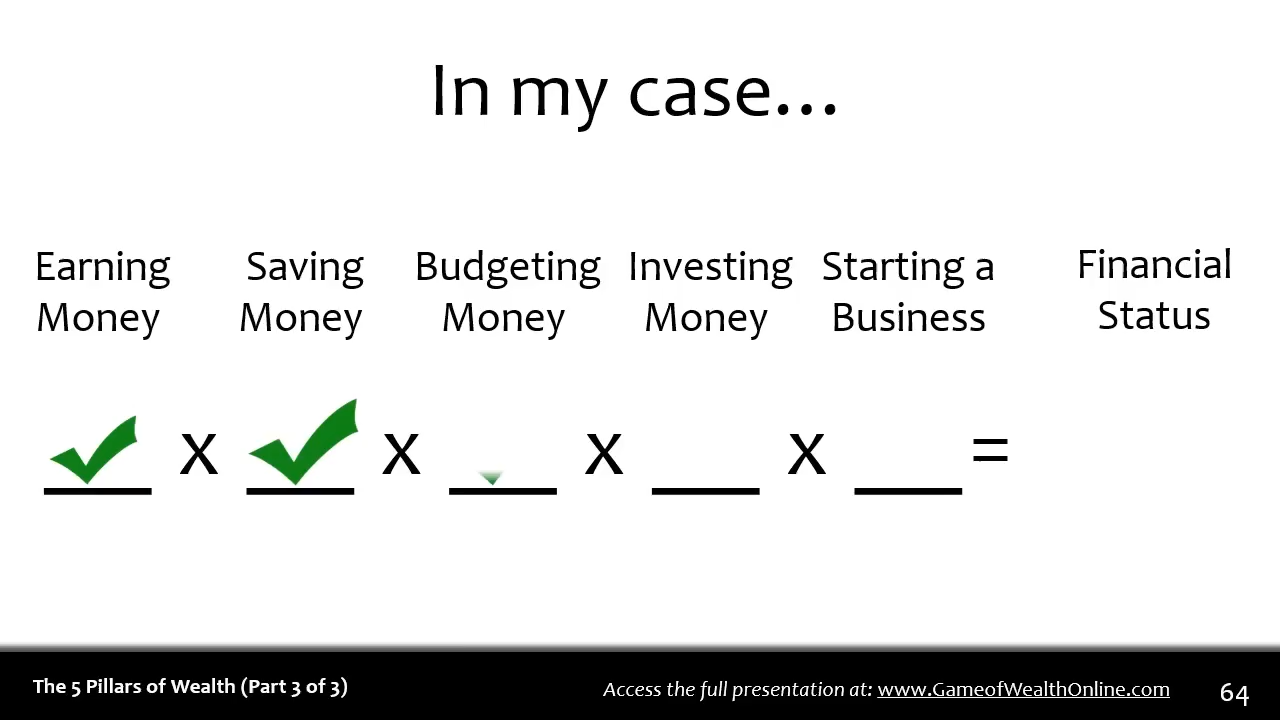 In my case...
Earning Saving Budgeting Investing Starting a Financial
Money Money Money Money Business Status
x x x x =
The 5 Pillars of Wealth (Part 3 of 3) Access the full presentation at: www.GameofWealthOnline.com 64